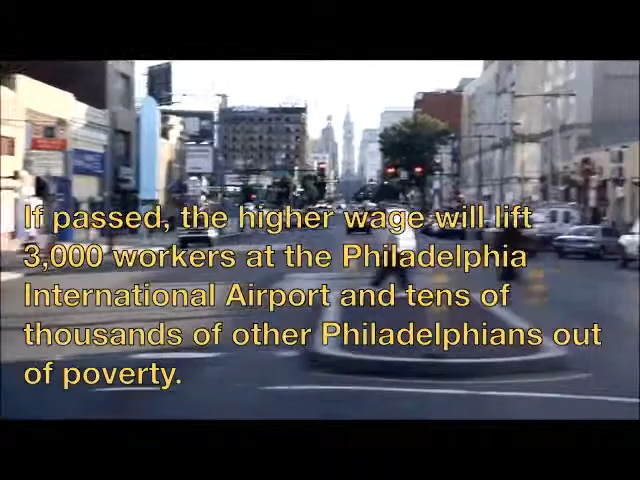 If passed, the higher wage will lift
3,000 workers at the Philadelphia
International Airport and tens of
thousands of other Philadelphians out
of poverty.